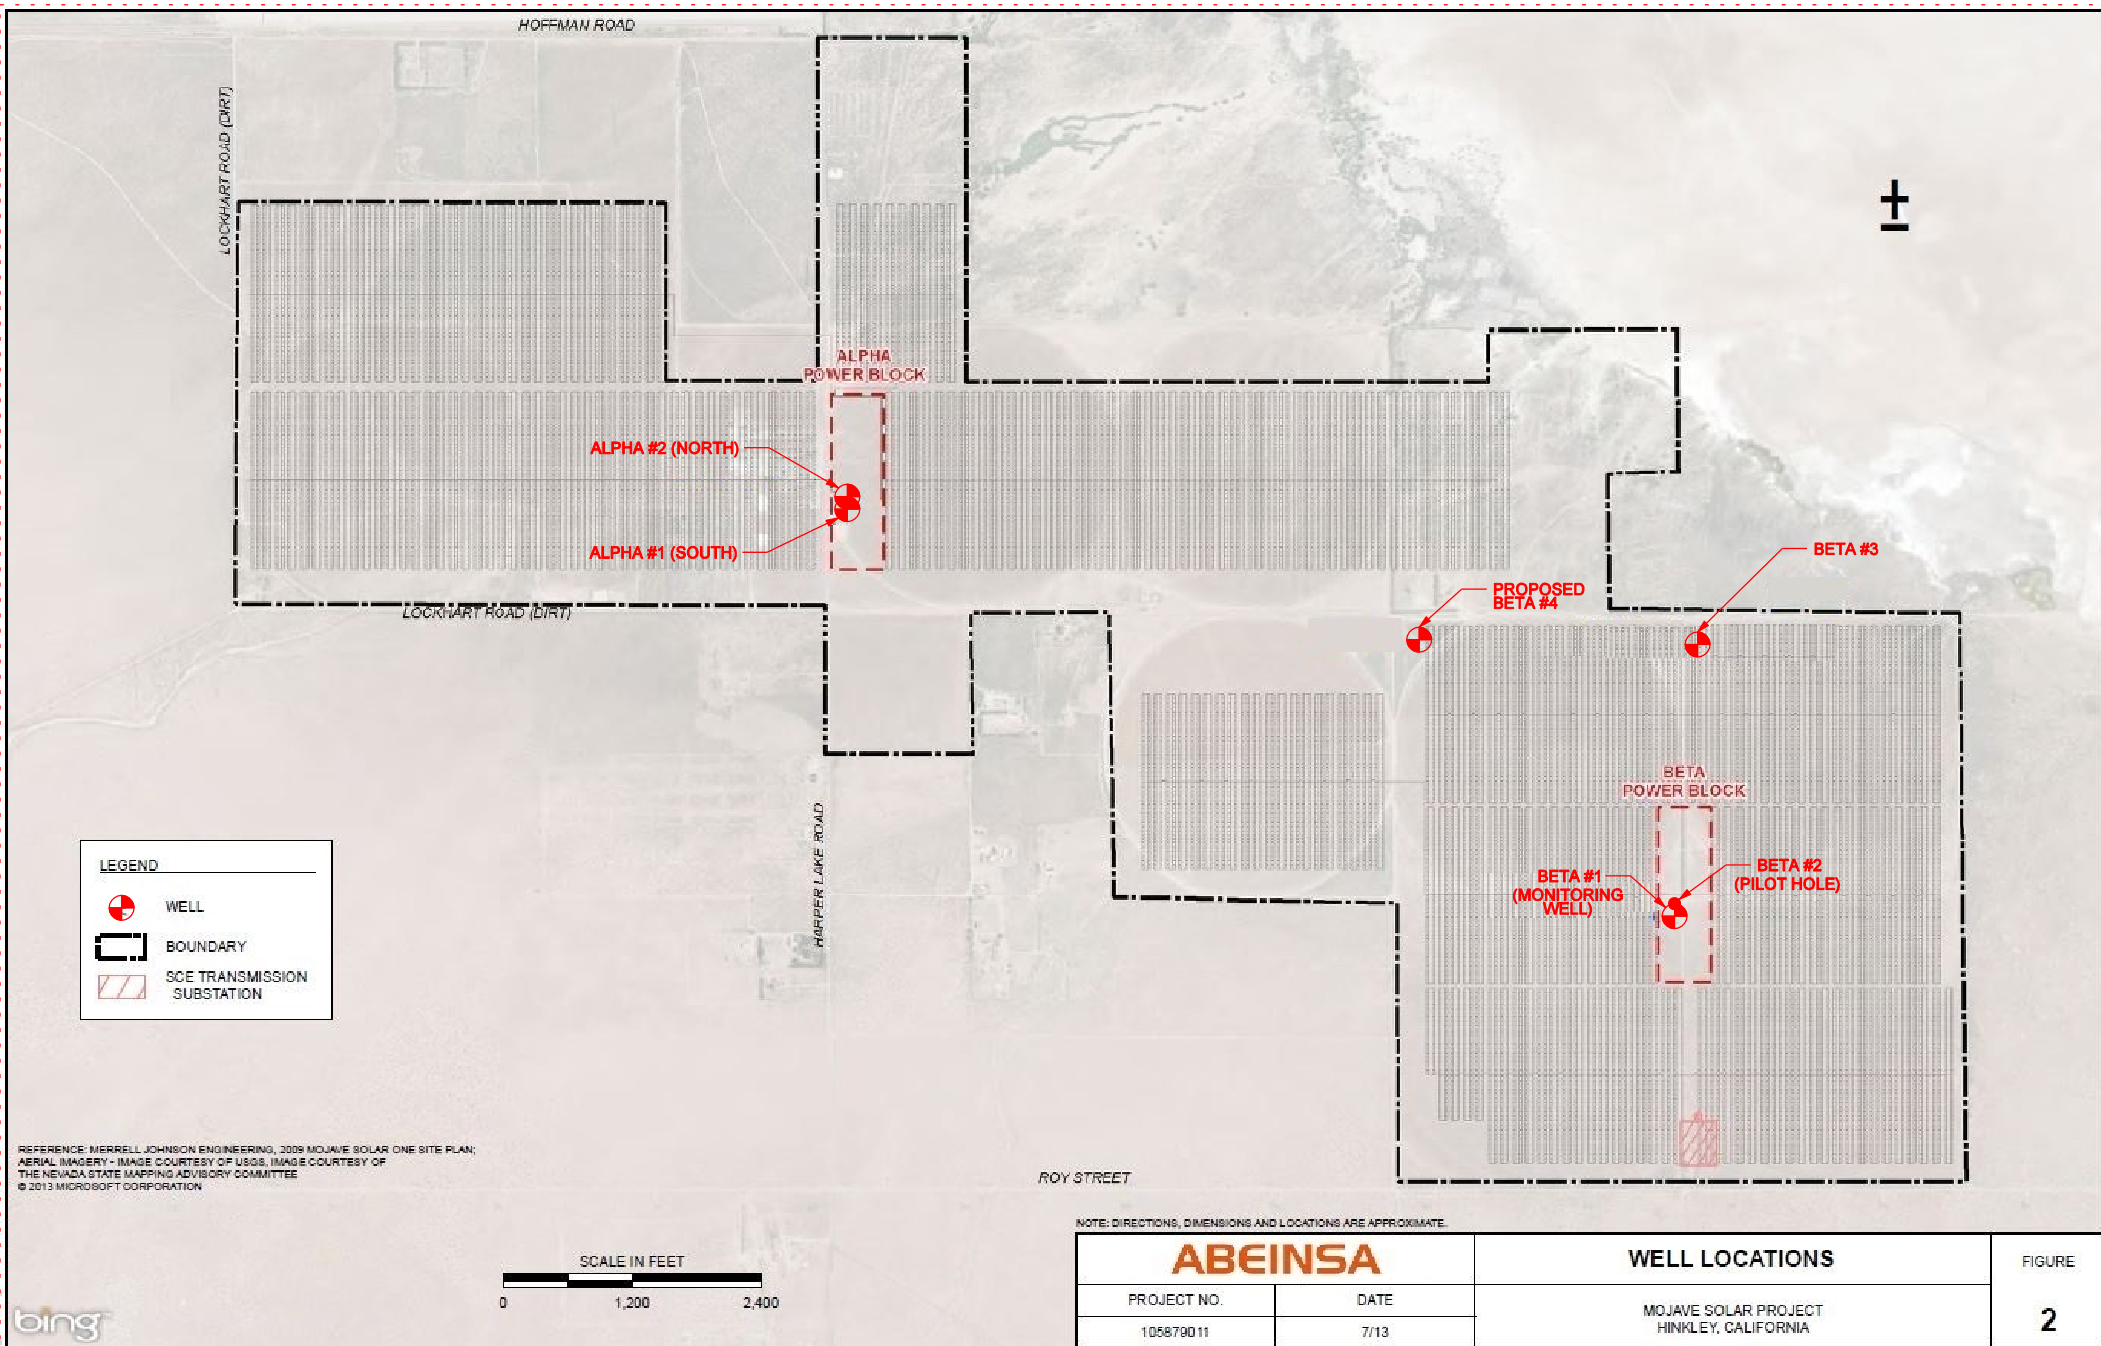 HOFFMAN ROAD
LOCKHART ROAD (DIRT)
ALPHA
POWER BLOCK
ALPHA #2 (NORTH)
ALPHA #1 (SOUTH)
BETA #3
PROPOSED
BETA #4
LOCKHART ROAD (DIRT)
BETA
POWER BLOCK
HARPER LAKE ROAD
BETA #1
(MONITORING
WELL)
BETA #2
(PILOT HOLE)
LEGEND
WELL
BOUNDARY
SCE TRANSMISSION
SUBSTATION
REFERENCE: MERRELL JOHNSON ENGINEERING, 2009 MOJAVE SOLAR ONE SITE PLAN;
AERIAL IMAGERY - IMAGE COURTESY OF USGS, IMAGE COURTESY OF
THE NEVADA STATE MAPPING ADVISORY COMMITTEE
© 2013 MICROSOFT CORPORATION
ROY STREET
NOTE: DIRECTIONS, DIMENSIONS AND LOCATIONS ARE APPROXIMATE.
SCALE IN FEET
0 1,200 2,400
bing
ABEINSA
PROJECT NO. DATE
105879011 7/13
WELL LOCATIONS
MOJAVE SOLAR PROJECT
HINKLEY, CALIFORNIA
FIGURE
2